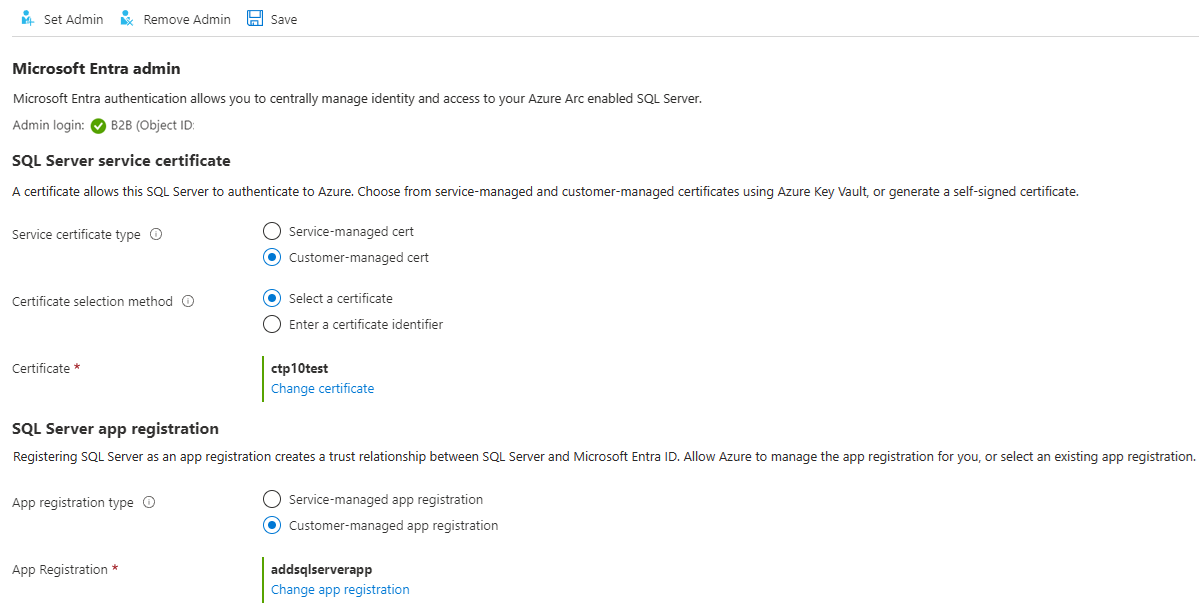 Set Admin Remove Admin Save
Microsoft Entra admin
Microsoft Entra authentication allows you to centrally manage identity and access to your Azure Arc enabled SQL Server.
Admin login: B2B (Object ID:
SQL Server service certificate
A certificate allows this SQL Server to authenticate to Azure. Choose from service-managed and customer-managed certificates using Azure Key Vault, or generate a self-signed certificate.
Service certificate type Service-managed cert
Customer-managed cert
Certificate selection method Select a certificate
Enter a certificate identifier
Certificate * ctp10test
Change certificate
SQL Server app registration
Registering SQL Server as an app registration creates a trust relationship between SQL Server and Microsoft Entra ID. Allow Azure to manage the app registration for you, or select an existing app registration.
App registration type Service-managed app registration
Customer-managed app registration
App Registration * addsqlserverapp
Change app registration